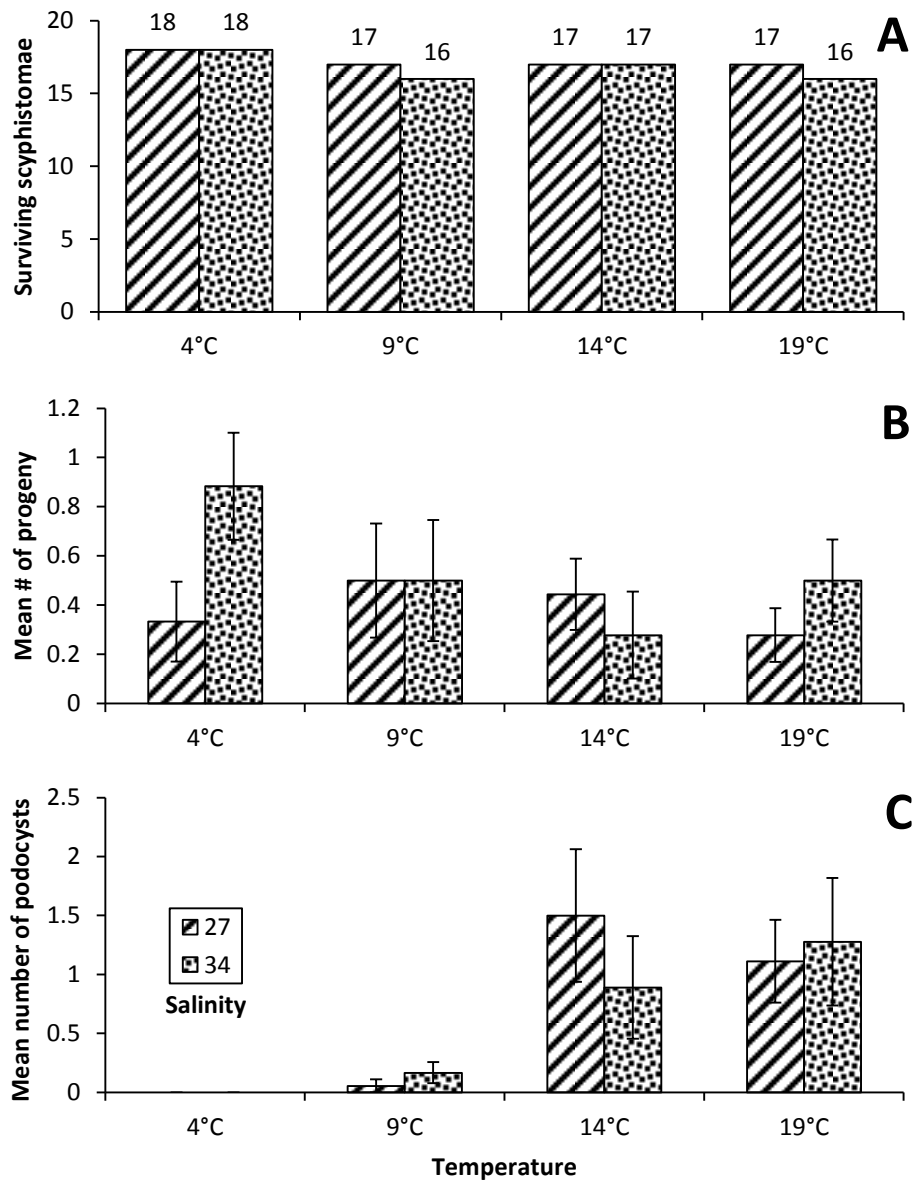 A
18 18 17 16 17 17 17 16
Surviving scyphistomae
20
15
10
5
0
4°C 9°C 14°C 19°C
B
Mean # of progeny
1.2
1
0.8
0.6
0.4
0.2
0
4°C 9°C 14°C 19°C
C
Mean number of podocysts
2.5
2
1.5
1
0.5
0
27
34
Salinity
4°C 9°C 14°C 19°C
Temperature